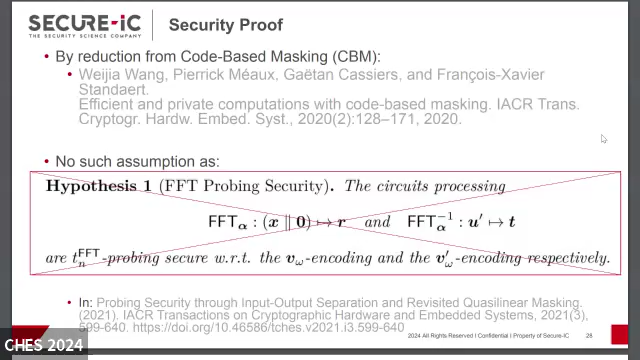 SECURE-IC
THE SECURITY SCIENCE COMPANY
Security Proof
• By reduction from Code-Based Masking (CBM):
• Weijia Wang, Pierrick Méaux, Gaëtan Cassiers, and François-Xavier
Standaert.
Efficient and private computations with code-based masking. IACR Trans.
Cryptogr. Hardw. Embed. Syst., 2020(2):128–171, 2020.
• No such assumption as:
Hypothesis 1 (FFT Probing Security). The circuits processing
FFT_α : (x ∥ 0) ↦ r and FFT_α^{-1} : u′ ↦ t
are t_n^{FFT}-probing secure w.r.t. the v_ω-encoding and the v′_ω-encoding respectively.
• In: Probing Security through Input-Output Separation and Revisited Quasilinear Masking.
(2021). IACR Transactions on Cryptographic Hardware and Embedded Systems, 2021(3),
599-640. https://doi.org/10.46586/tches.v2021.i3.599-640
2024 All Rights Reserved I Confidential I Property of Secure-IC
28
CHES 2024